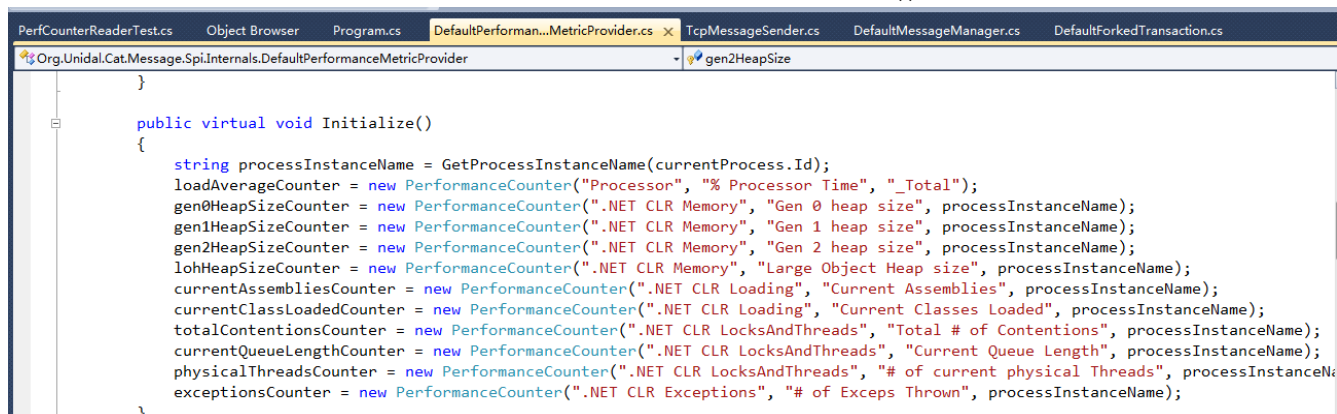 PerfCounterReaderTest.cs Object Browser Program.cs DefaultPerforman...MetricProvider.cs TcpMessageSender.cs DefaultMessageManager.cs DefaultForkedTransaction.cs
Org.Unidal.Cat.Message.Spi.Internals.DefaultPerformanceMetricProvider gen2HeapSize
}
public virtual void Initialize()
{
string processInstanceName = GetProcessInstanceName(currentProcess.Id);
loadAverageCounter = new PerformanceCounter("Processor", "% Processor Time", "_Total");
gen0HeapSizeCounter = new PerformanceCounter(".NET CLR Memory", "Gen 0 heap size", processInstanceName);
gen1HeapSizeCounter = new PerformanceCounter(".NET CLR Memory", "Gen 1 heap size", processInstanceName);
gen2HeapSizeCounter = new PerformanceCounter(".NET CLR Memory", "Gen 2 heap size", processInstanceName);
lohHeapSizeCounter = new PerformanceCounter(".NET CLR Memory", "Large Object Heap size", processInstanceName);
currentAssembliesCounter = new PerformanceCounter(".NET CLR Loading", "Current Assemblies", processInstanceName);
currentClassLoadedCounter = new PerformanceCounter(".NET CLR Loading", "Current Classes Loaded", processInstanceName);
totalContentionsCounter = new PerformanceCounter(".NET CLR LocksAndThreads", "Total # of Contentions", processInstanceName);
currentQueueLengthCounter = new PerformanceCounter(".NET CLR LocksAndThreads", "Current Queue Length", processInstanceName);
physicalThreadsCounter = new PerformanceCounter(".NET CLR LocksAndThreads", "# of current physical Threads", processInstanceNa
exceptionsCounter = new PerformanceCounter(".NET CLR Exceptions", "# of Exceps Thrown", processInstanceName);
}